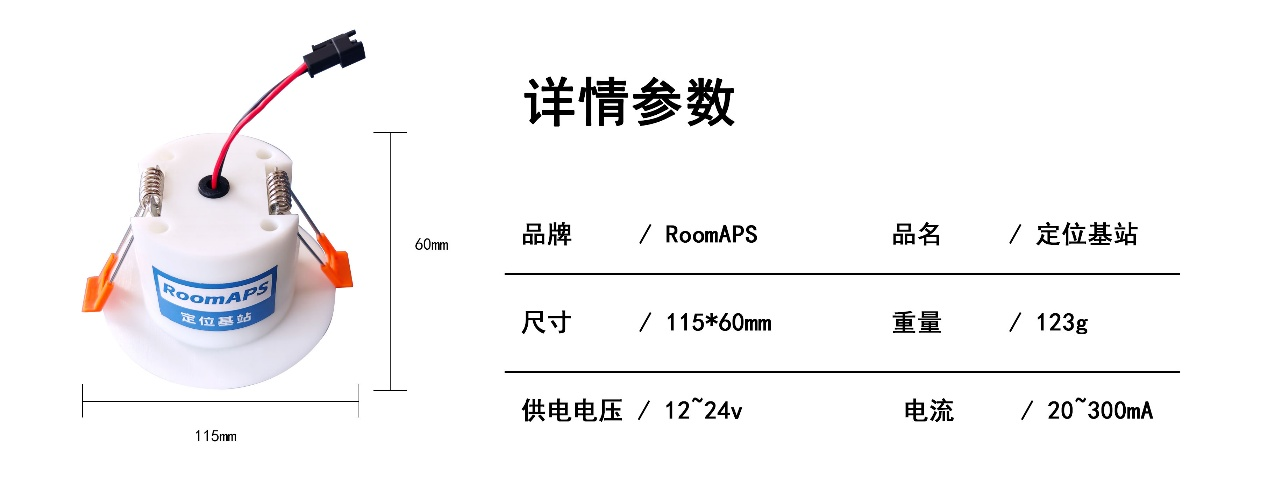 详情参数
品牌 / RoomAPS 品名 / 定位基站
尺寸 / 115*60mm 重量 / 123g
供电电压 / 12~24v 电流 / 20~300mA
60mm
RoomAPS
定位基站
115mm